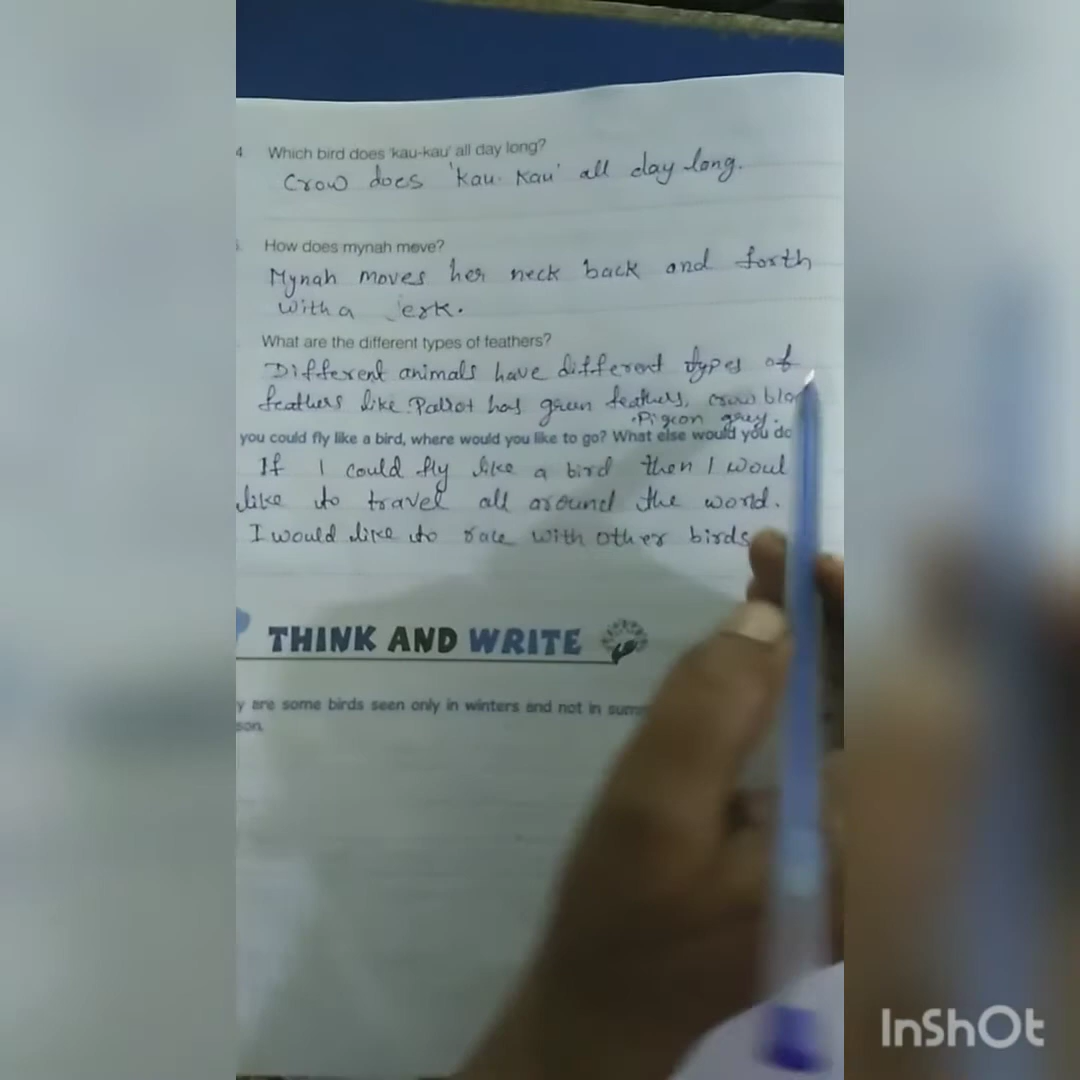 4 Which bird does 'kau-kau' all day long?
Crow does 'Kau-Kau' all day long.
How does mynah move?
Mynah moves her neck back and forth
with a jerk.
What are the different types of feathers?
Different animals have different types of
feathers like Parrot has green feathers, crow
Pigeon grey.
you could fly like a bird, where would you like to go? What else would you do
If I could fly like a bird then I woul
like to travel all around the world.
I would like to race with other birds
THINK AND WRITE
y are some birds seen only in winters and not in summ
son.
InShOt